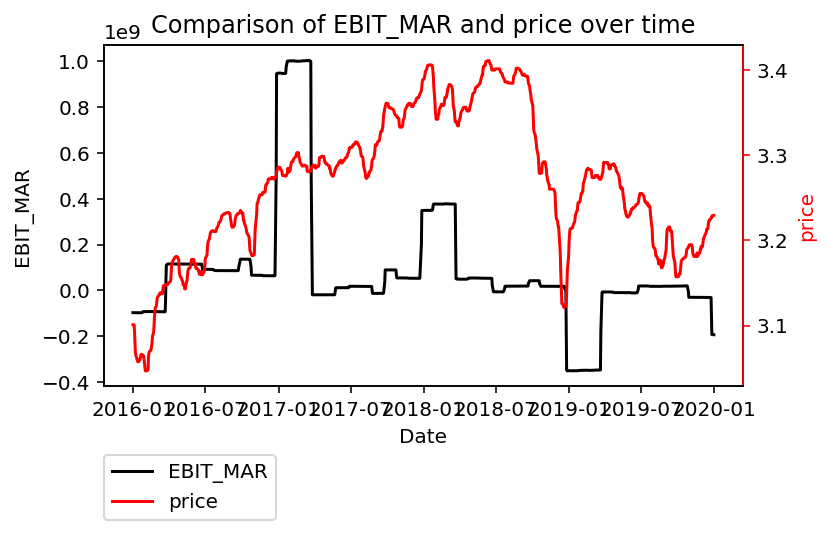 Comparison of EBIT_MAR and price over time
1e9
1.0
0.8
0.6
0.4
0.2
0.0
−0.2
−0.4
EBIT_MAR
3.4
3.3
3.2
3.1
price
2016-01 2016-07 2017-01 2017-07 2018-01 2018-07 2019-01 2019-07 2020-01
Date
EBIT_MAR
price